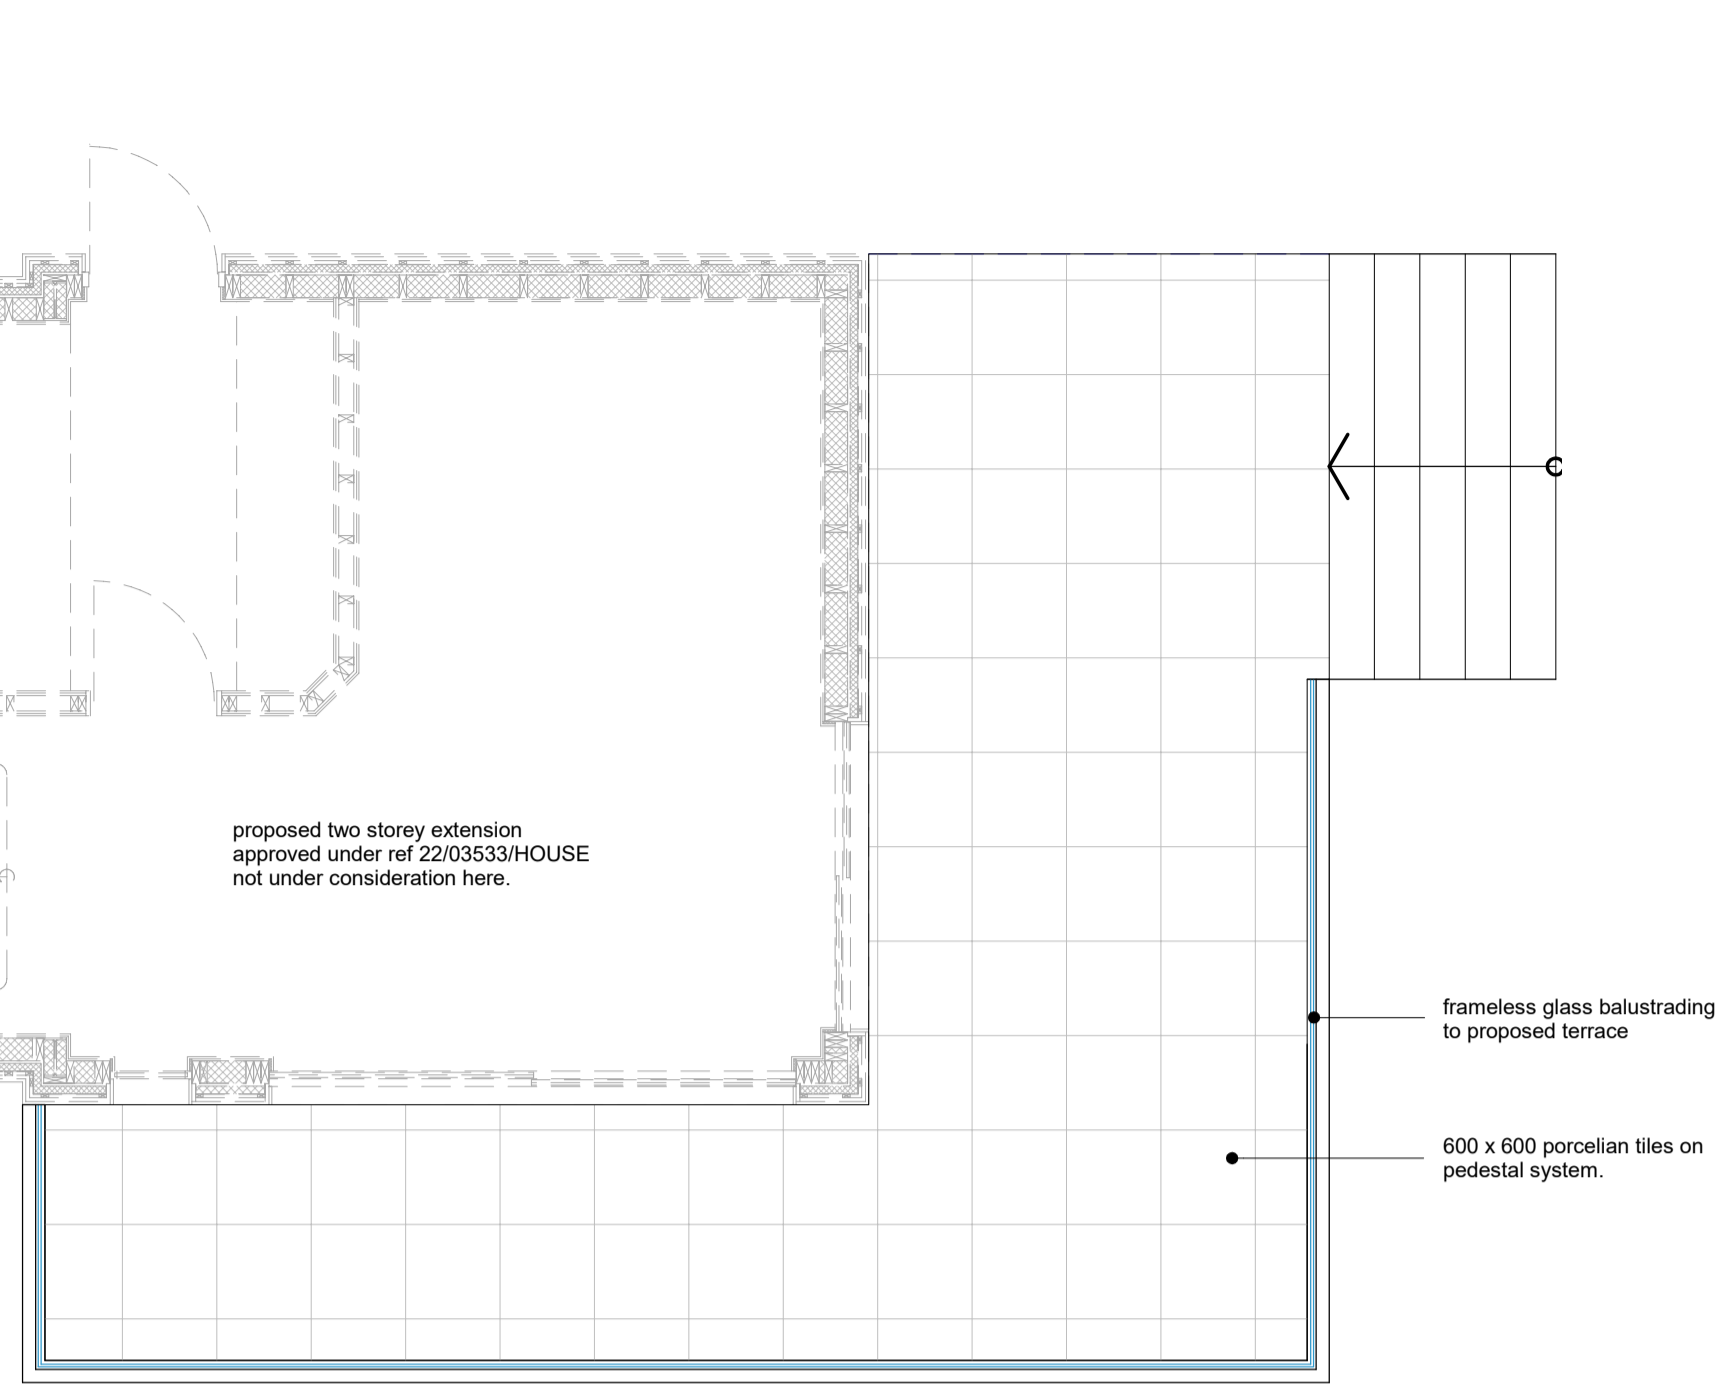 proposed two storey extension
approved under ref 22/03533/HOUSE
not under consideration here.
frameless glass balustrading
to proposed terrace
600 x 600 porcelian tiles on
pedestal system.